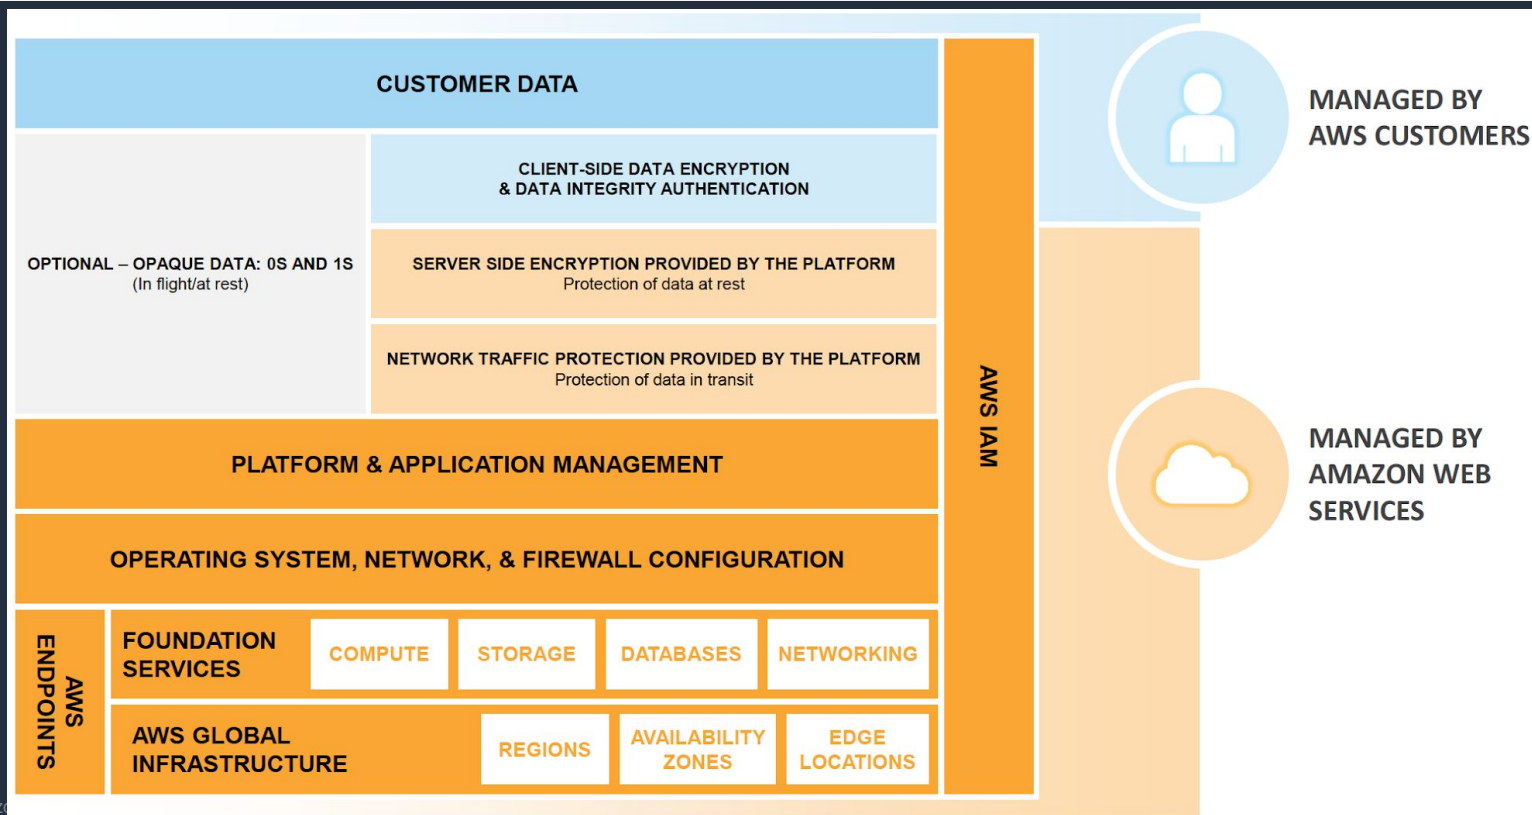 CUSTOMER DATA
CLIENT-SIDE DATA ENCRYPTION
& DATA INTEGRITY AUTHENTICATION
OPTIONAL – OPAQUE DATA: 0S AND 1S
(In flight/at rest)
SERVER SIDE ENCRYPTION PROVIDED BY THE PLATFORM
Protection of data at rest
NETWORK TRAFFIC PROTECTION PROVIDED BY THE PLATFORM
Protection of data in transit
PLATFORM & APPLICATION MANAGEMENT
OPERATING SYSTEM, NETWORK, & FIREWALL CONFIGURATION
AWS
ENDPOINTS
FOUNDATION
SERVICES
COMPUTE
STORAGE
DATABASES
NETWORKING
AWS GLOBAL
INFRASTRUCTURE
REGIONS
AVAILABILITY
ZONES
EDGE
LOCATIONS
AWS IAM
MANAGED BY
AWS CUSTOMERS
MANAGED BY
AMAZON WEB
SERVICES